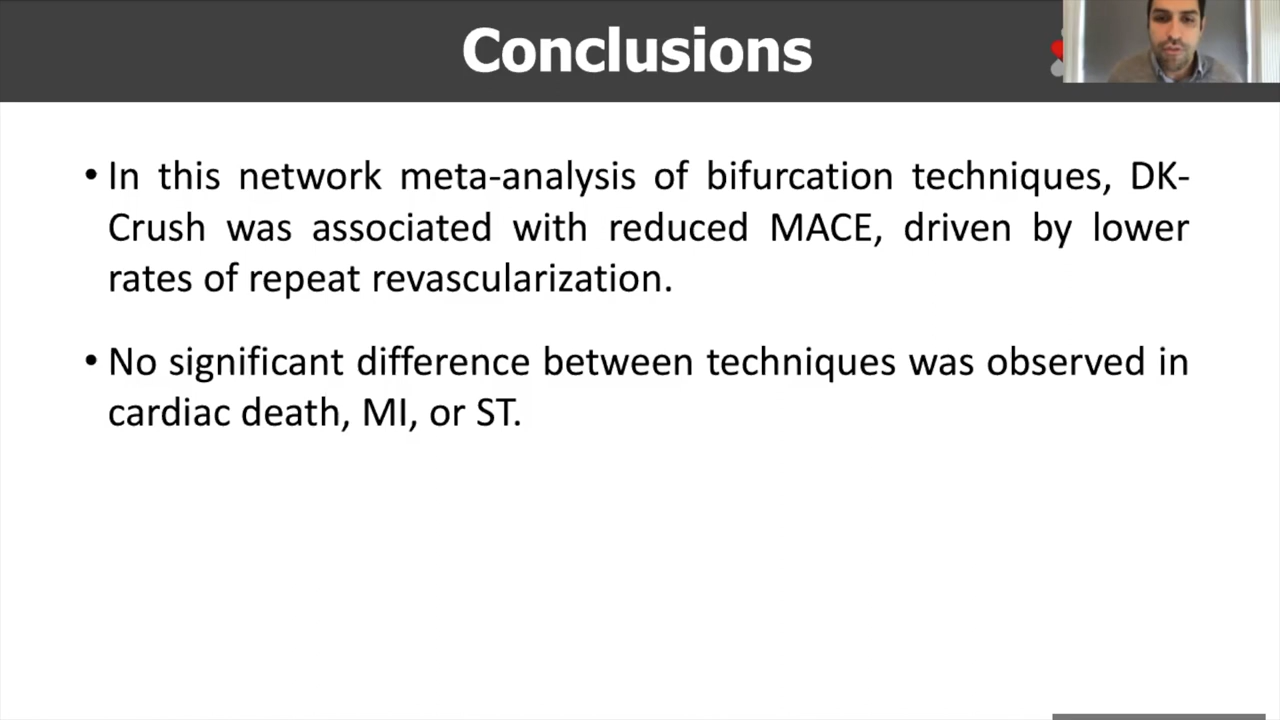 Conclusions
• In this network meta-analysis of bifurcation techniques, DK-
Crush was associated with reduced MACE, driven by lower
rates of repeat revascularization.
• No significant difference between techniques was observed in
cardiac death, MI, or ST.